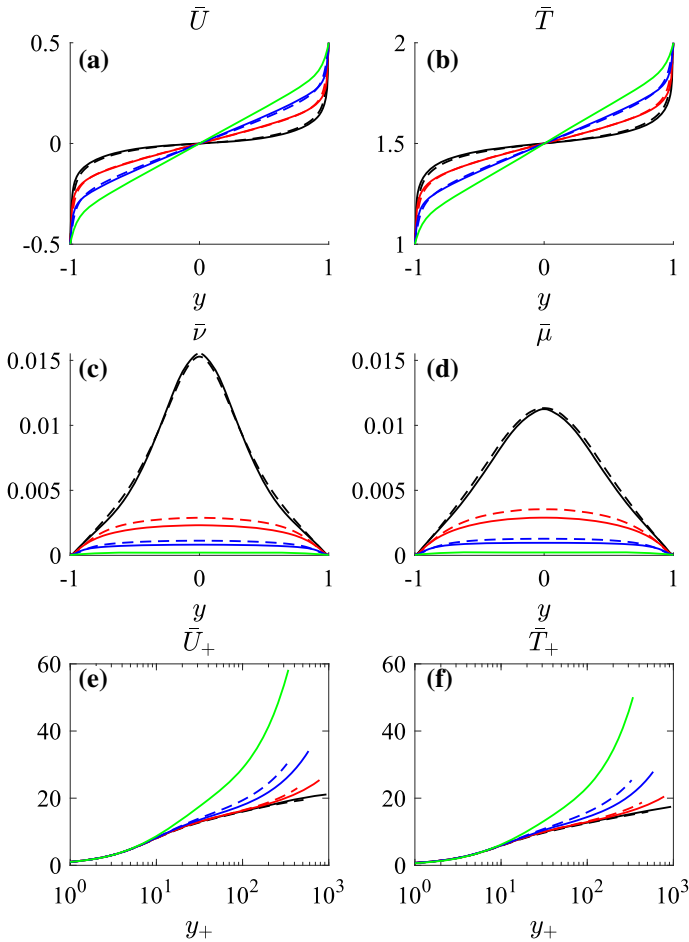 Ū T̄
0.5 (a) 2 (b)
0 1.5
-0.5 1
-1 0 1 -1 0 1
y y
ν̄ μ̄
0.015 (c) 0.015 (d)
0.01 0.01
0.005 0.005
0 0
-1 0 1 -1 0 1
y y
Ū₊ T̄₊
60 (e) 60 (f)
40 40
20 20
0 0
10⁰ 10¹ 10² 10³ 10⁰ 10¹ 10² 10³
y₊ y₊